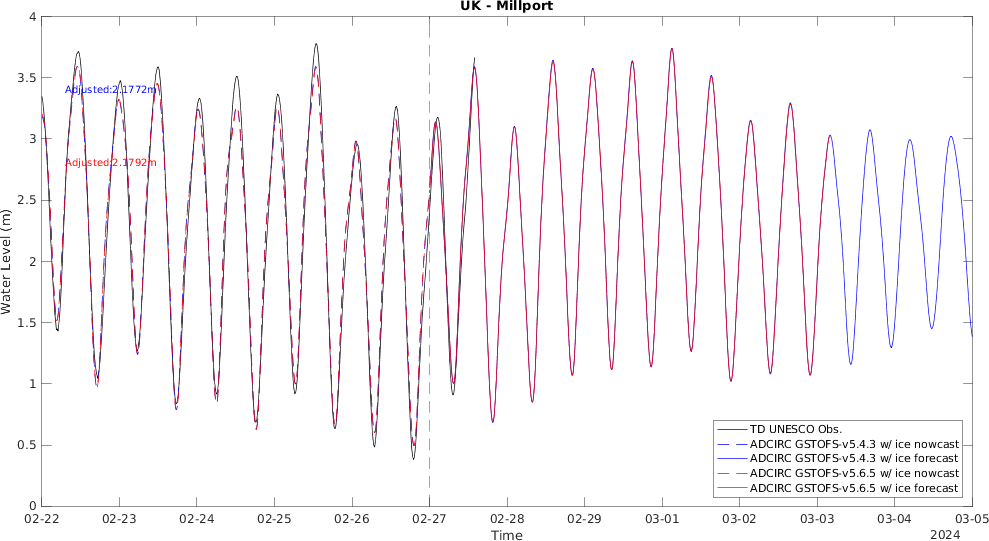 UK - Millport
4
3.5
3
2.5
2
1.5
1
0.5
0
Water Level (m)
Adjusted:2.1772m
Adjusted:2.1792m
TD UNESCO Obs.
ADCIRC GSTOFS-v5.4.3 w/ ice nowcast
ADCIRC GSTOFS-v5.4.3 w/ ice forecast
ADCIRC GSTOFS-v5.6.5 w/ ice nowcast
ADCIRC GSTOFS-v5.6.5 w/ ice forecast
02-22 02-23 02-24 02-25 02-26 02-27 02-28 02-29 03-01 03-02 03-03 03-04 03-05
Time
2024